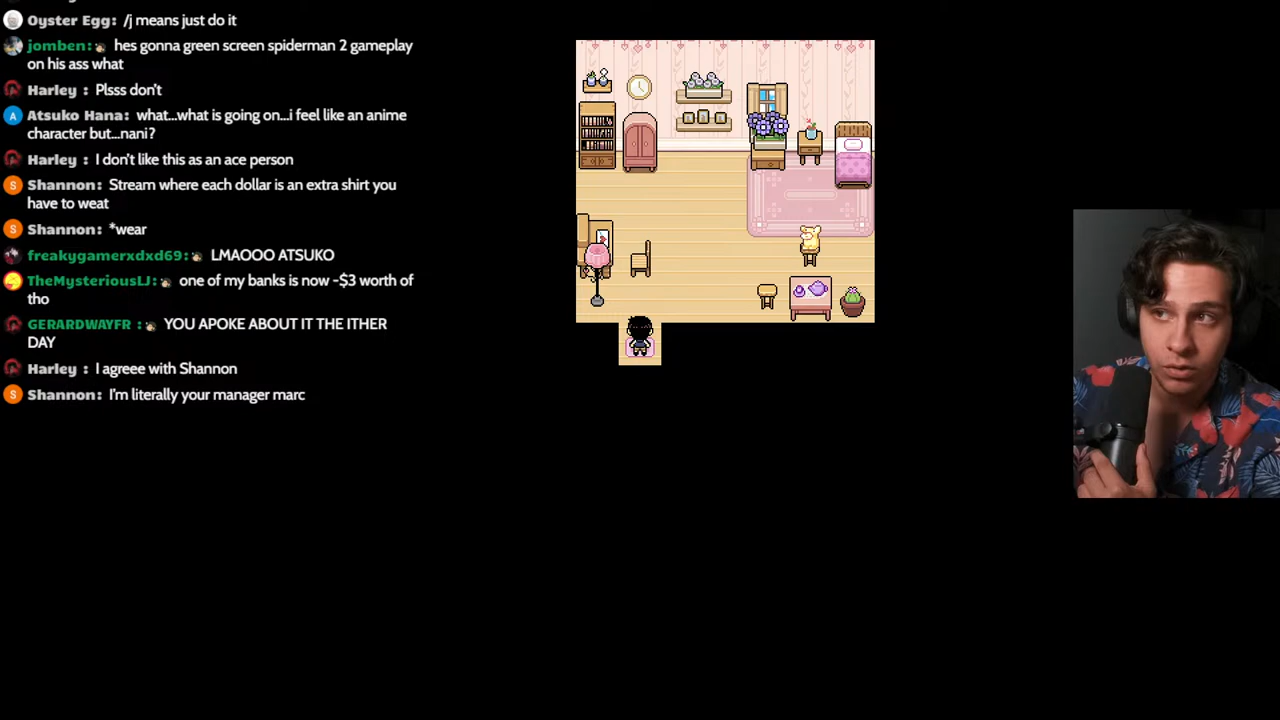 Oyster Egg: /j means just do it
jomben: hes gonna green screen spiderman 2 gameplay
on his ass what
Harley : Plsss don't
A Atsuko Hana: what...what is going on...i feel like an anime
character but...nani?
Harley : I don't like this as an ace person
S Shannon: Stream where each dollar is an extra shirt you
have to weat
S Shannon: *wear
freakygamerxdxd69: LMAOOO ATSUKO
TheMysteriousLJ: one of my banks is now -$3 worth of
tho
GERARDWAYFR : YOU APOKE ABOUT IT THE ITHER
DAY
Harley : I agreee with Shannon
S Shannon: I'm literally your manager marc